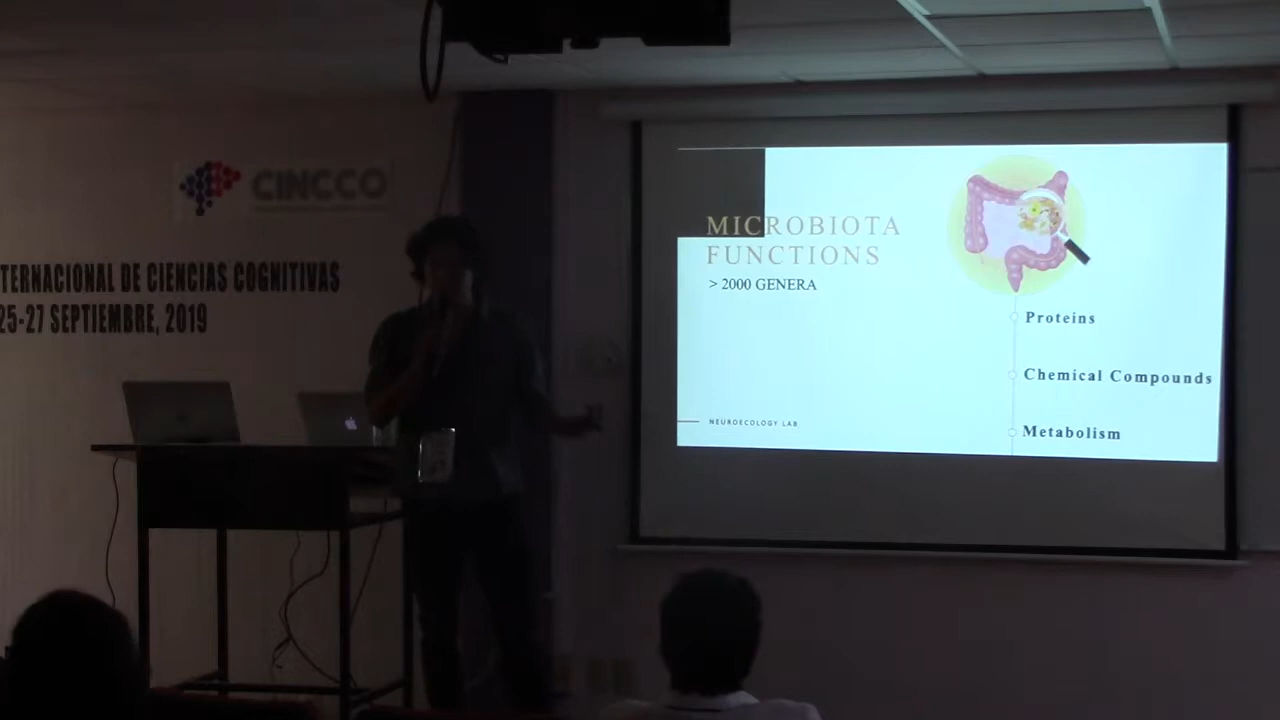 CINCCO
TERNACIONAL DE CIENCIAS COGNITIVAS
25-27 SEPTIEMBRE, 2019
MICROBIOTA
FUNCTIONS
> 2000 GENERA
Proteins
Chemical Compounds
Metabolism
NEUROECOLOGY LAB